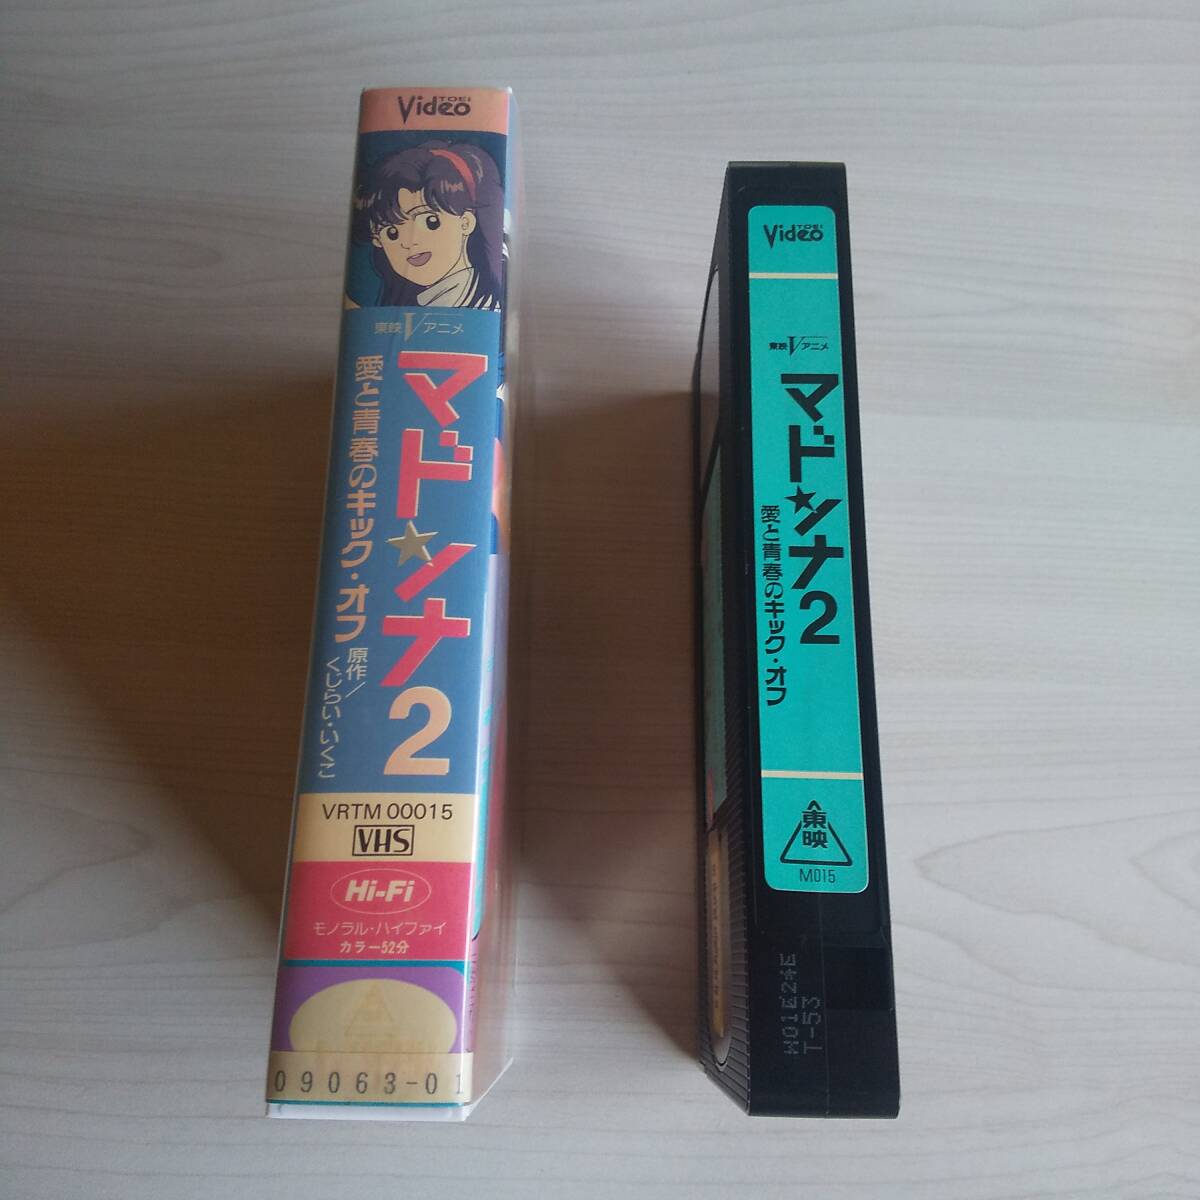 Video
TOEI
東映Vアニメ
マドンナ2
愛と青春のキック・オフ
原作/
くじらい・いくこ
VRTM 00015
VHS
Hi-Fi
モノラル・ハイファイ
カラー52分
09063-01
Video
TOEI
東映Vアニメ
マドンナ2
愛と青春のキック・オフ
東映
M015
T-53